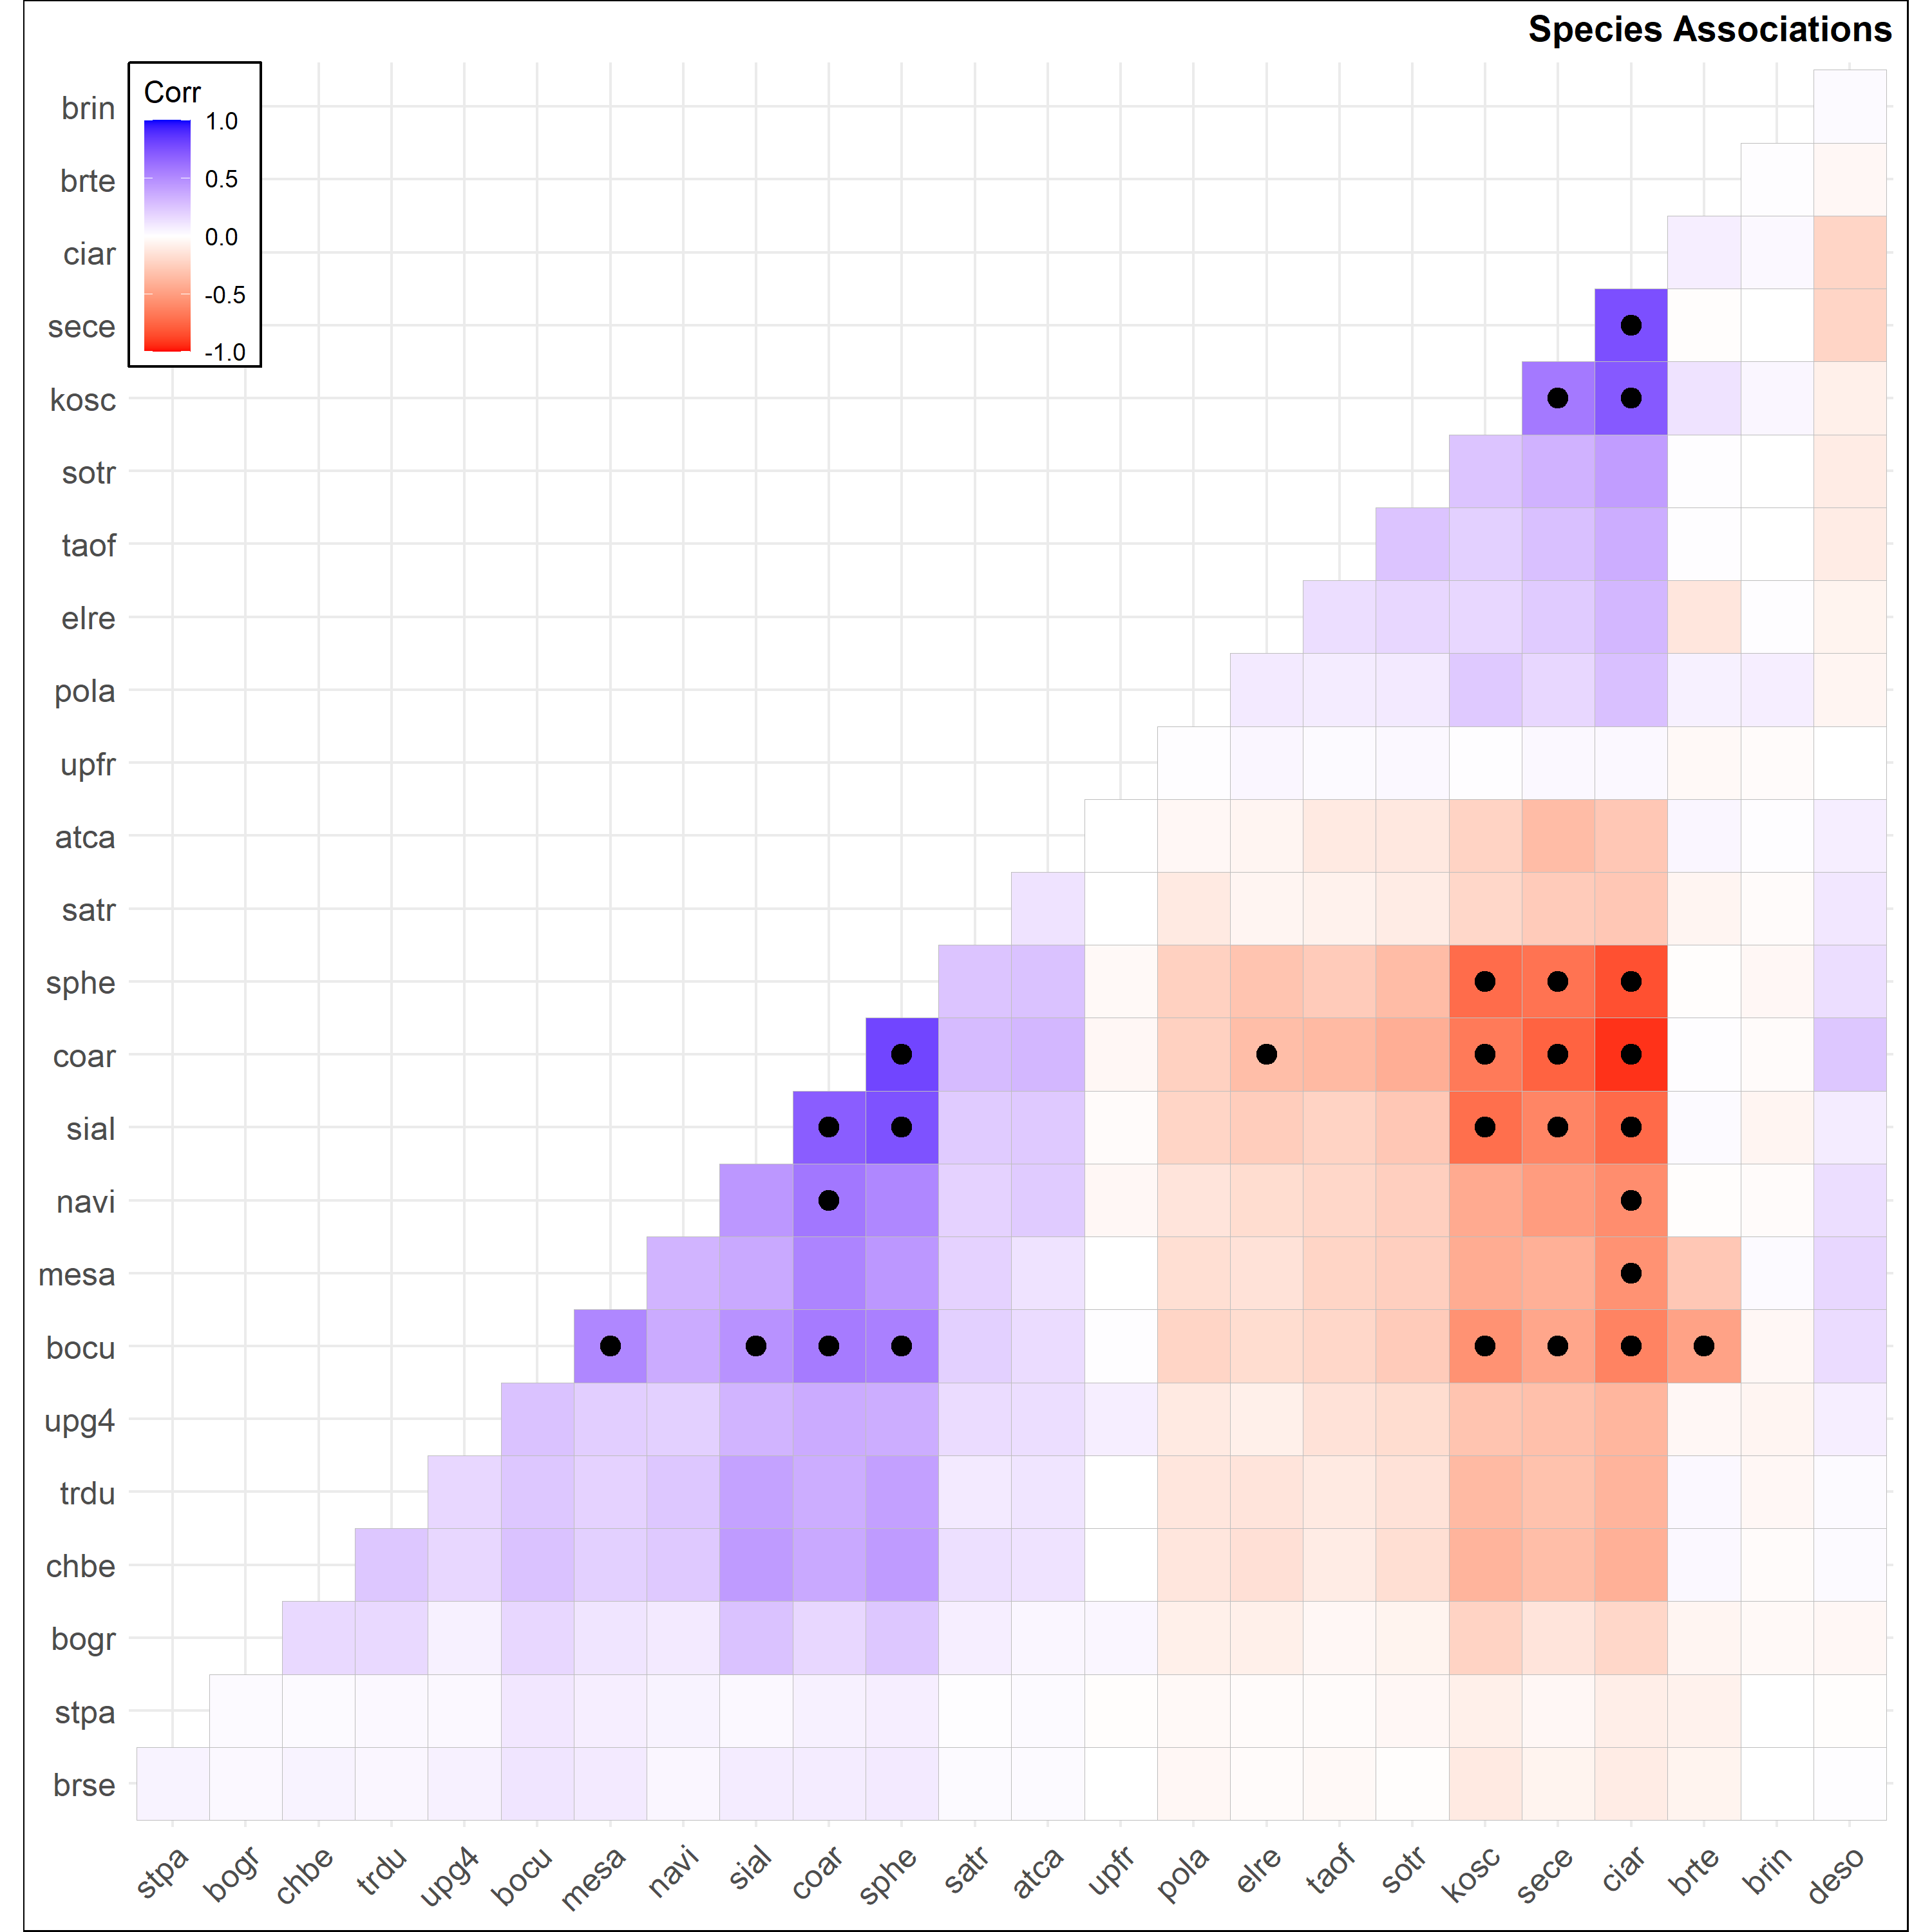 Species Associations
Corr
1.0
0.5
0.0
-0.5
-1.0
brin
brte
ciar
sece
kosc
sotr
taof
elre
pola
upfr
atca
satr
sphe
coar
sial
navi
mesa
bocu
upg4
trdu
chbe
bogr
stpa
brse
stpa bogr chbe trdu upg4 bocu mesa navi sial coar sphe satr atca upfr pola elre taof sotr kosc sece ciar brte brin deso